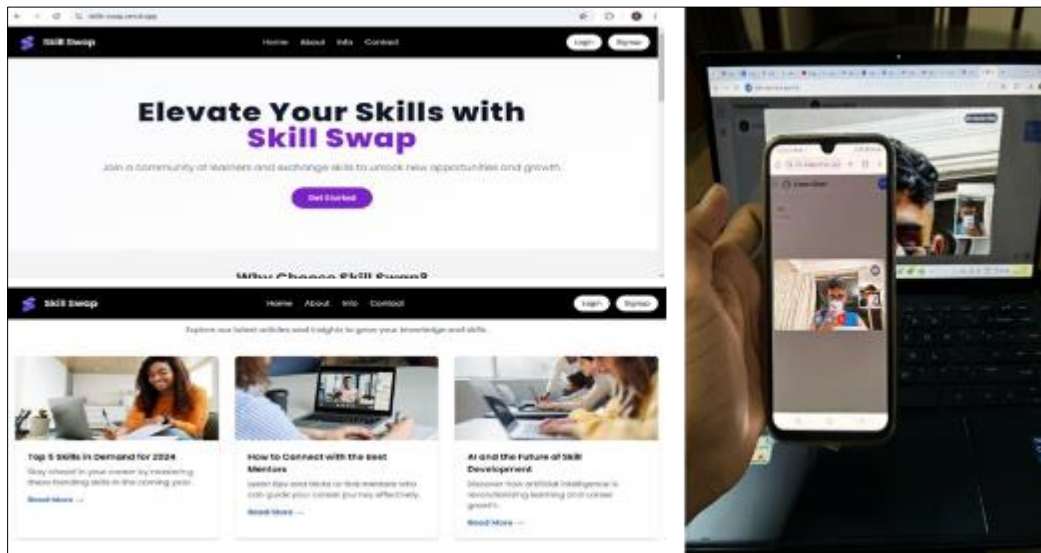 Skill Swap
Home About Info Contact
Login Signup
Elevate Your Skills with
Skill Swap
Join a community of learners and exchange skills to unlock new opportunities and growth.
Get Started
Why Choose Skill Swap?
Skill Swap
Home About Info Contact
Login Signup
Explore our latest articles and insights to grow your knowledge and skills.
Top 5 Skills in Demand for 2024
Stay ahead in your career by mastering
these trending skills in the coming year.
Read More
How to Connect with the Best
Mentors
Learn tips and tricks to find mentors who
can guide your career journey effectively.
Read More
AI and the Future of Skill
Development
Discover how artificial intelligence is
revolutionizing learning and career
growth.
Read More